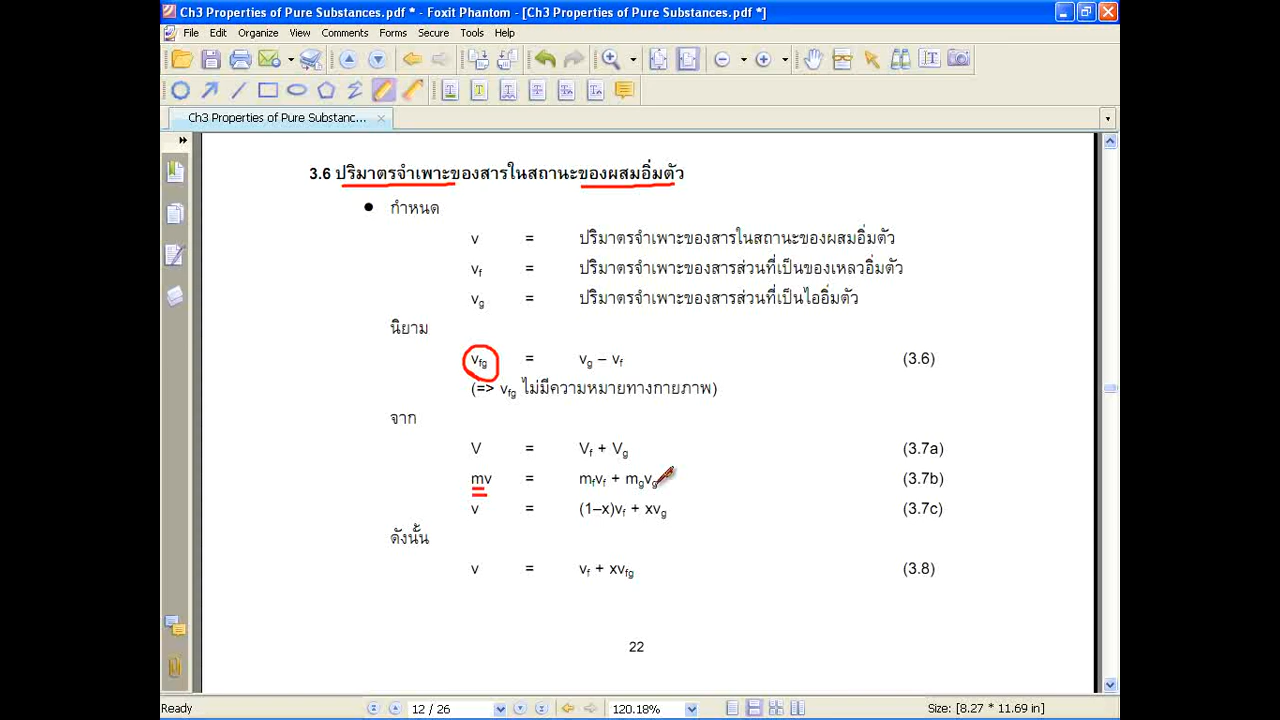 Ch3 Properties of Pure Substances.pdf * - Foxit Phantom - [Ch3 Properties of Pure Substances.pdf *]
File Edit Organize View Comments Forms Secure Tools Help
Ch3 Properties of Pure Substanc...
3.6 ปริมาตรจำเพาะของสารในสถานะของผสมอิ่มตัว
● กำหนด
v = ปริมาตรจำเพาะของสารในสถานะของผสมอิ่มตัว
vf = ปริมาตรจำเพาะของสารส่วนที่เป็นของเหลวอิ่มตัว
vg = ปริมาตรจำเพาะของสารส่วนที่เป็นไออิ่มตัว
นิยาม
vfg = vg – vf (3.6)
(=> vfg ไม่มีความหมายทางกายภาพ)
จาก
V = Vf + Vg (3.7a)
mv = mfvf + mgvg (3.7b)
v = (1–x)vf + xvg (3.7c)
ดังนั้น
v = vf + xvfg (3.8)
22
Ready 12 / 26 120.18% Size: [8.27 * 11.69 in]